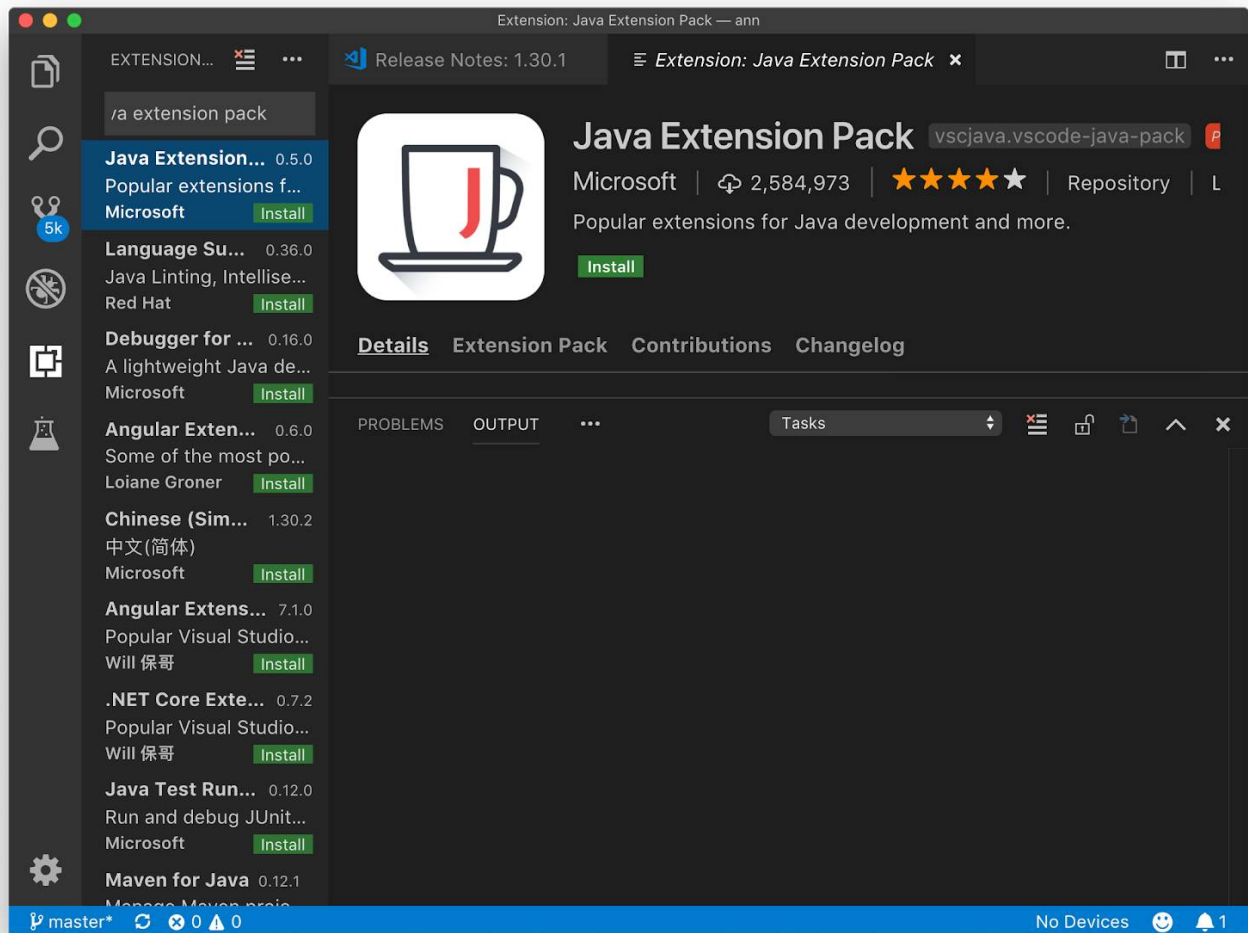 Extension: Java Extension Pack — ann
EXTENSION...
Release Notes: 1.30.1
Extension: Java Extension Pack
va extension pack
5k
Java Extension... 0.5.0
Popular extensions f...
Microsoft Install
Language Su... 0.36.0
Java Linting, Intellise...
Red Hat Install
Debugger for ... 0.16.0
A lightweight Java de...
Microsoft Install
Angular Exten... 0.6.0
Some of the most po...
Loiane Groner Install
Chinese (Sim... 1.30.2
中文(简体)
Microsoft Install
Angular Extens... 7.1.0
Popular Visual Studio...
Will 保哥 Install
.NET Core Exte... 0.7.2
Popular Visual Studio...
Will 保哥 Install
Java Test Run... 0.12.0
Run and debug JUnit...
Microsoft Install
Maven for Java 0.12.1
Java Extension Pack vscjava.vscode-java-pack P
Microsoft 2,584,973 Repository L
Popular extensions for Java development and more.
Install
J
Details Extension Pack Contributions Changelog
PROBLEMS OUTPUT ... Tasks
master* 0 0 No Devices 1